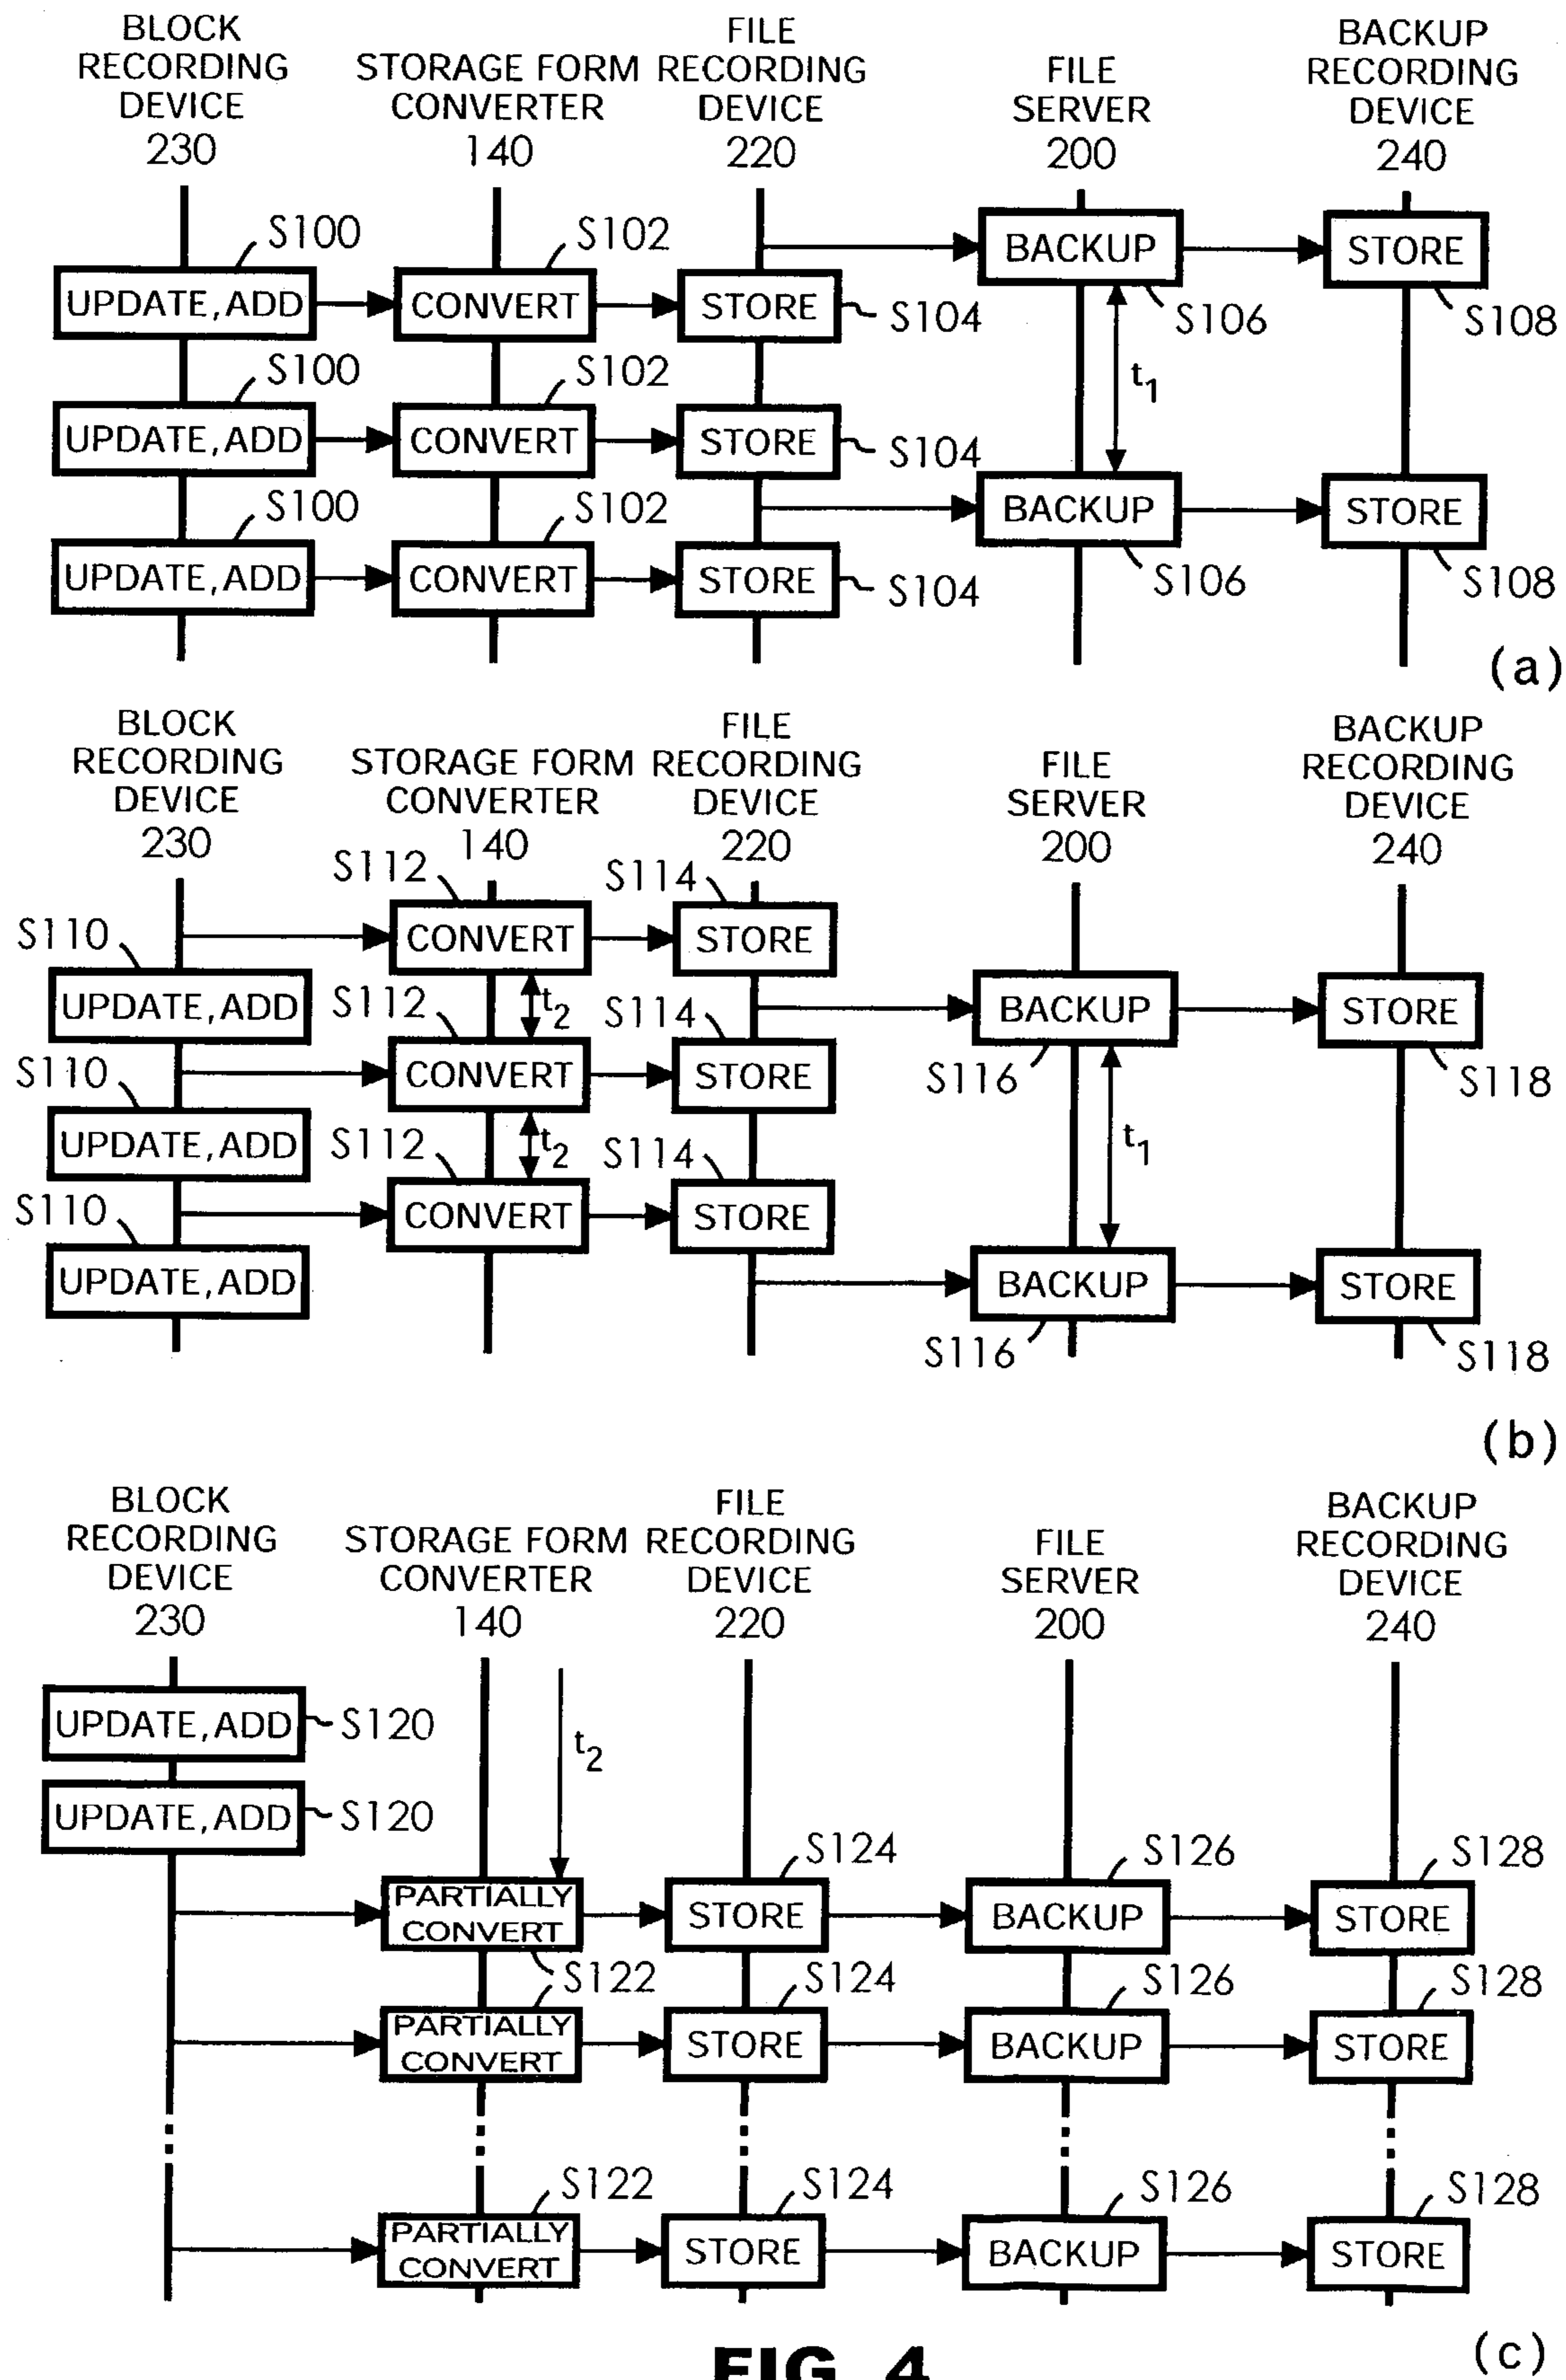 BLOCK
RECORDING
DEVICE
230
STORAGE FORM
CONVERTER
140
FILE
RECORDING
DEVICE
220
FILE
SERVER
200
BACKUP
RECORDING
DEVICE
240
S100
S102
BACKUP
STORE
UPDATE, ADD
CONVERT
STORE
S104
S106
S108
S100
S102
t1
UPDATE, ADD
CONVERT
STORE
S104
S100
S102
BACKUP
STORE
UPDATE, ADD
CONVERT
STORE
S104
S106
S108
(a)
BLOCK
RECORDING
DEVICE
230
STORAGE FORM
CONVERTER
140
FILE
RECORDING
DEVICE
220
FILE
SERVER
200
BACKUP
RECORDING
DEVICE
240
S112
S114
S110
CONVERT
STORE
UPDATE, ADD
S112
t2
S114
BACKUP
STORE
S110
CONVERT
STORE
S116
S118
UPDATE, ADD
S112
t2
S114
t1
S110
CONVERT
STORE
UPDATE, ADD
BACKUP
STORE
S116
S118
(b)
BLOCK
RECORDING
DEVICE
230
STORAGE FORM
CONVERTER
140
FILE
RECORDING
DEVICE
220
FILE
SERVER
200
BACKUP
RECORDING
DEVICE
240
UPDATE, ADD
S120
t2
UPDATE, ADD
S120
S124
S126
S128
PARTIALLY
CONVERT
STORE
BACKUP
STORE
S122
S124
S126
S128
PARTIALLY
CONVERT
STORE
BACKUP
STORE
S122
S124
S126
S128
PARTIALLY
CONVERT
STORE
BACKUP
STORE
(c)
FIG. 4